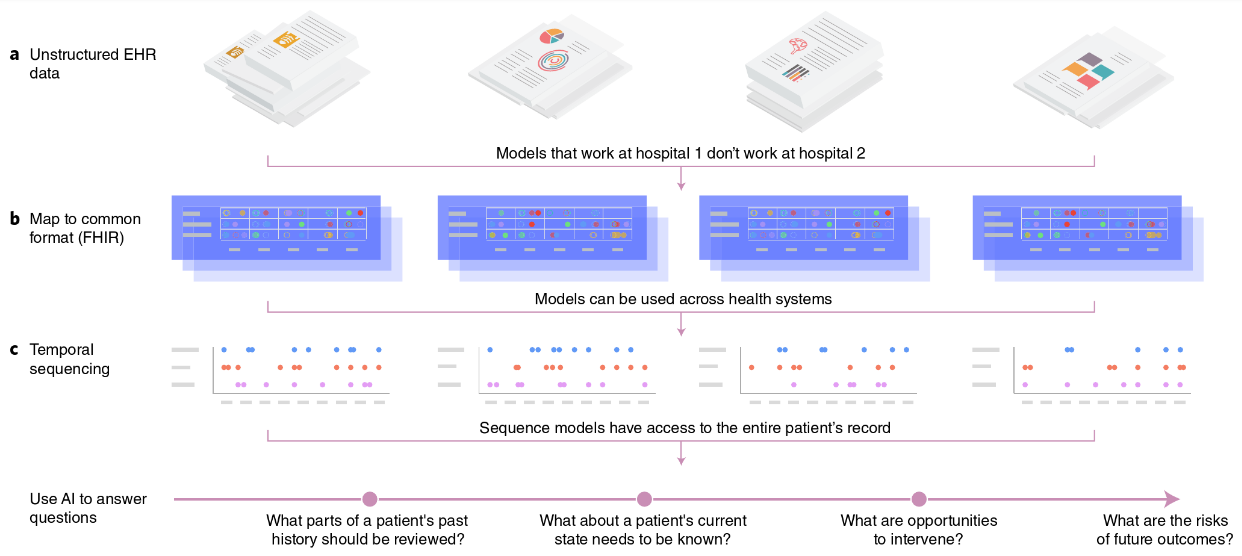 a Unstructured EHR
data
Models that work at hospital 1 don’t work at hospital 2
b Map to common
format (FHIR)
Models can be used across health systems
c Temporal
sequencing
Sequence models have access to the entire patient’s record
Use AI to answer
questions
What parts of a patient's past
history should be reviewed?
What about a patient's current
state needs to be known?
What are opportunities
to intervene?
What are the risks
of future outcomes?